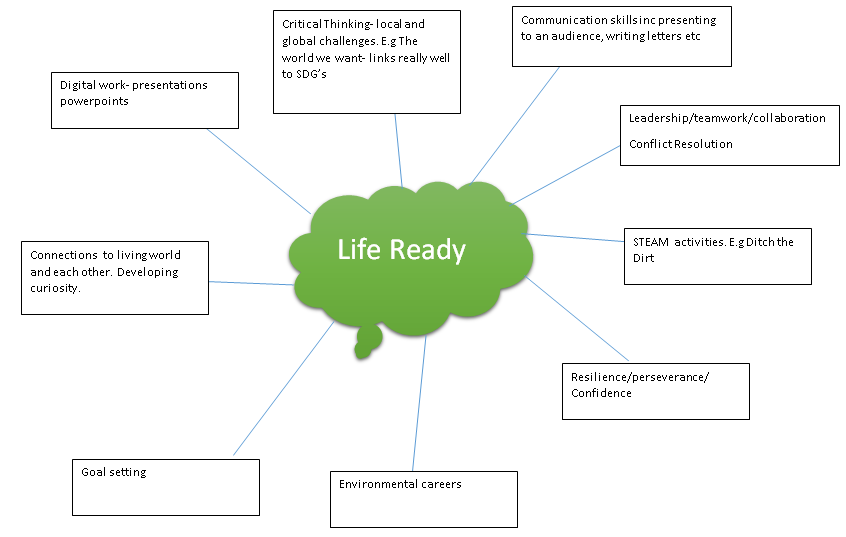 Critical Thinking- local and
global challenges. E.g The
world we want- links really well
to SDG's
Communication skills inc presenting
to an audience, writing letters etc
Digital work- presentations
powerpoints
Leadership/teamwork/collaboration
Conflict Resolution
Life Ready
STEAM activities. E.g Ditch the
Dirt
Connections to living world
and each other. Developing
curiosity.
Resilience/perseverance/
Confidence
Goal setting
Environmental careers